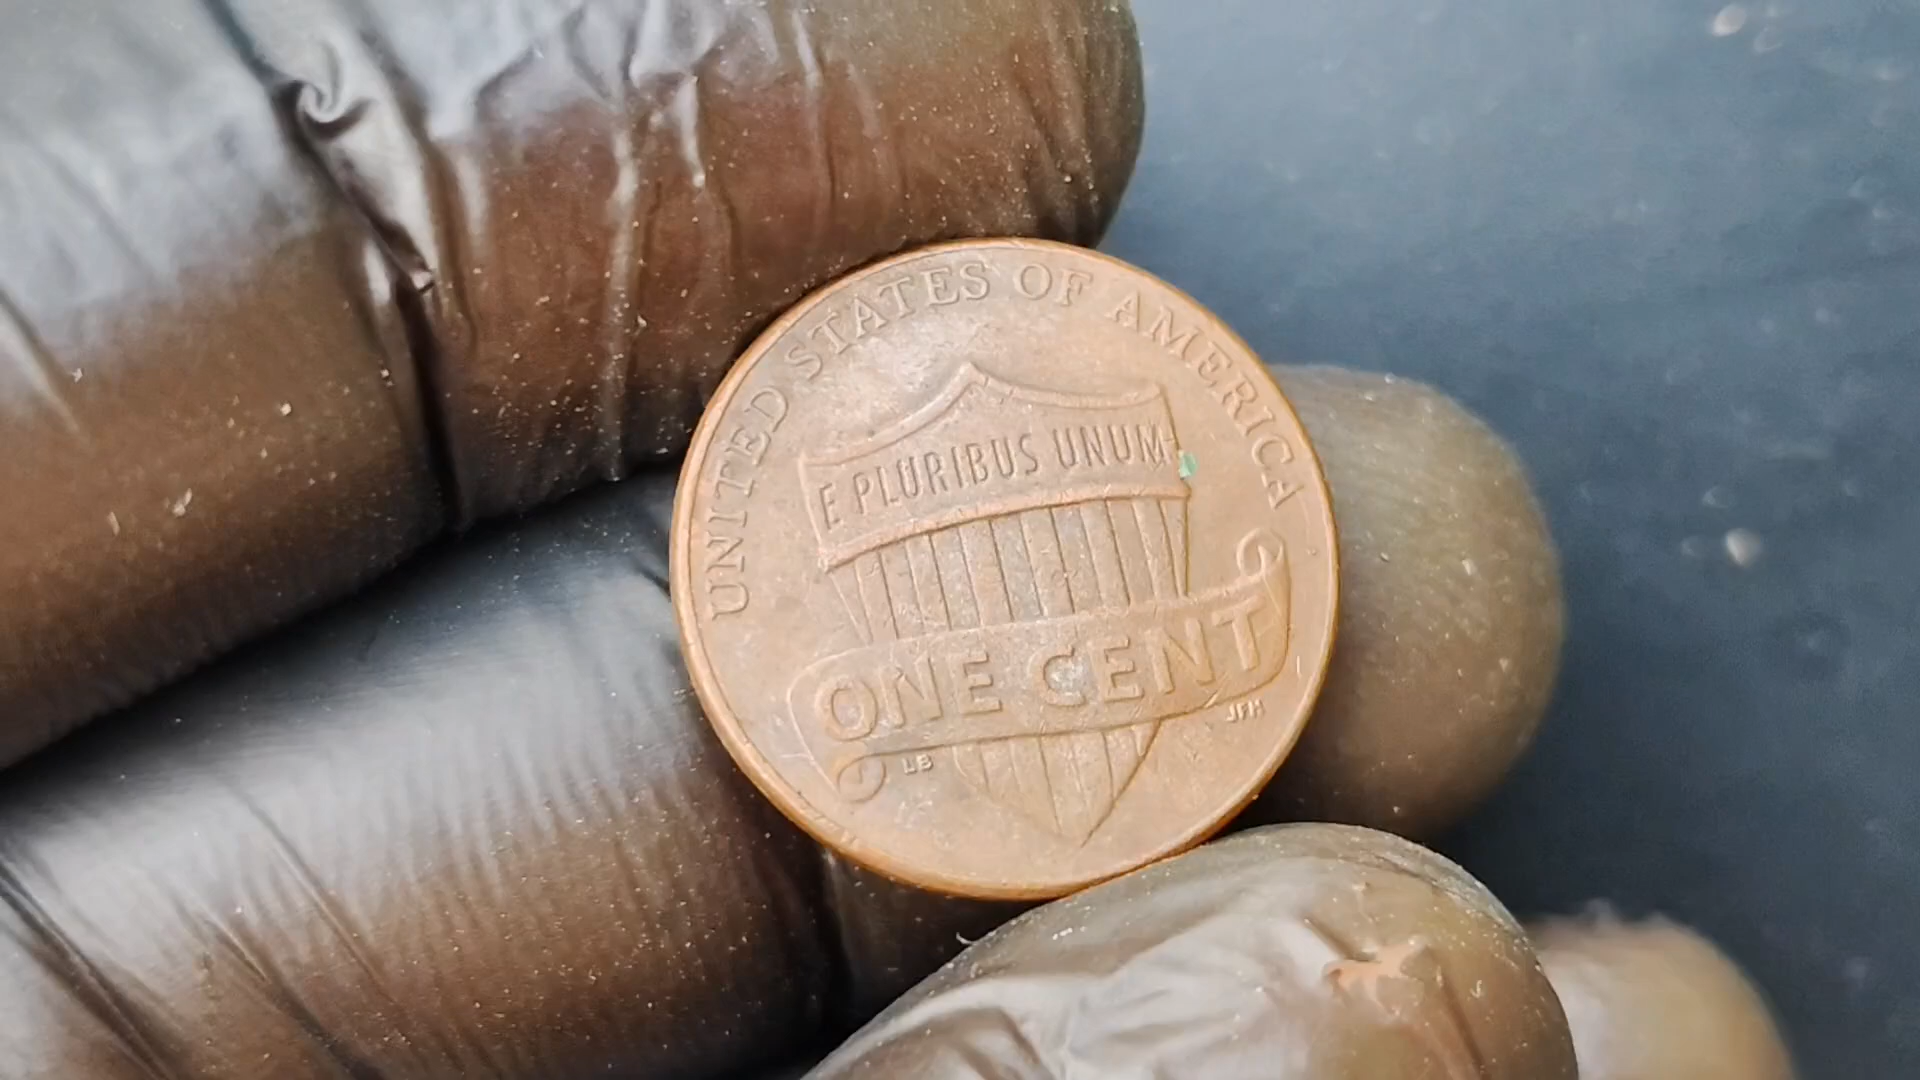 UNITED STATES OF AMERICA
E PLURIBUS UNUM
ONE CENT
LB
JFM